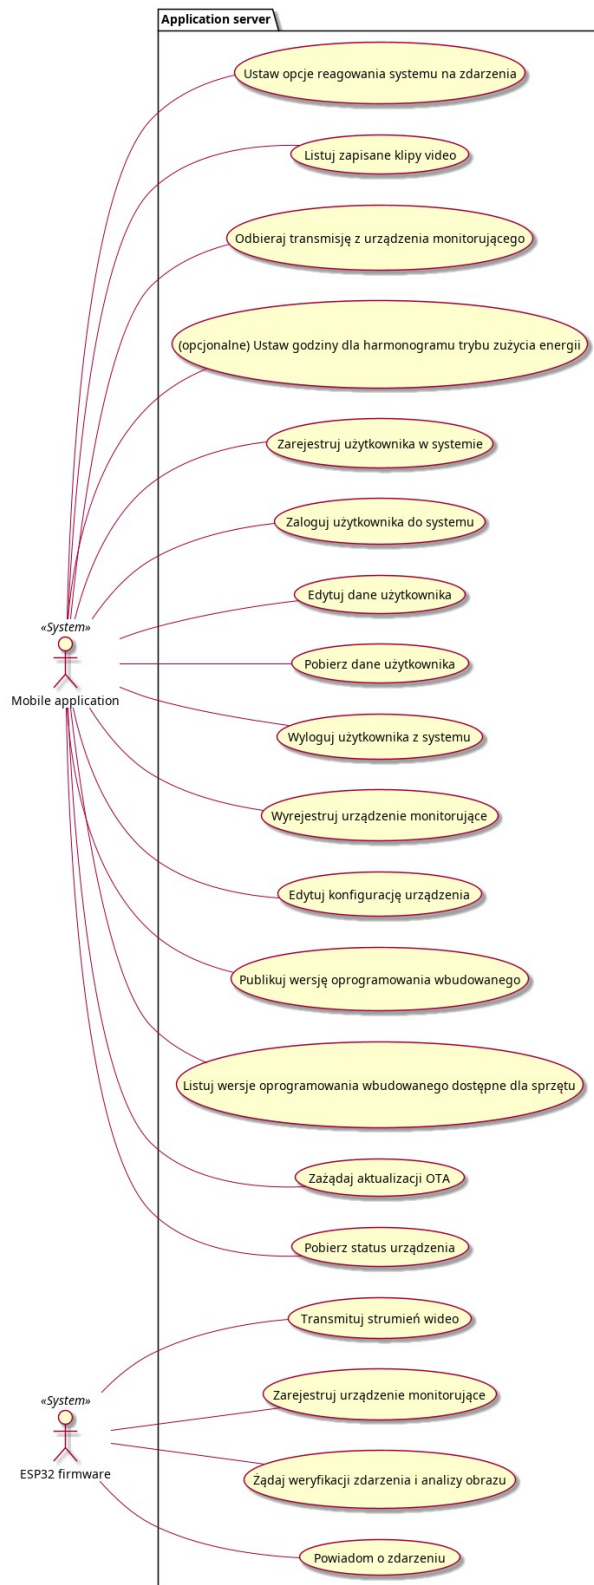 Application server
Ustaw opcje reagowania systemu na zdarzenia
Listuj zapisane klipy video
Odbieraj transmisję z urządzenia monitorującego
(opcjonalne) Ustaw godziny dla harmonogramu trybu zużycia energii
Zarejestruj użytkownika w systemie
Zaloguj użytkownika do systemu
Edytuj dane użytkownika
«System»
Mobile application
Pobierz dane użytkownika
Wyloguj użytkownika z systemu
Wyrejestruj urządzenie monitorujące
Edytuj konfigurację urządzenia
Publikuj wersję oprogramowania wbudowanego
Listuj wersje oprogramowania wbudowanego dostępne dla sprzętu
Zażądaj aktualizacji OTA
Pobierz status urządzenia
Transmituj strumień wideo
«System»
ESP32 firmware
Zarejestruj urządzenie monitorujące
Żądaj weryfikacji zdarzenia i analizy obrazu
Powiadom o zdarzeniu